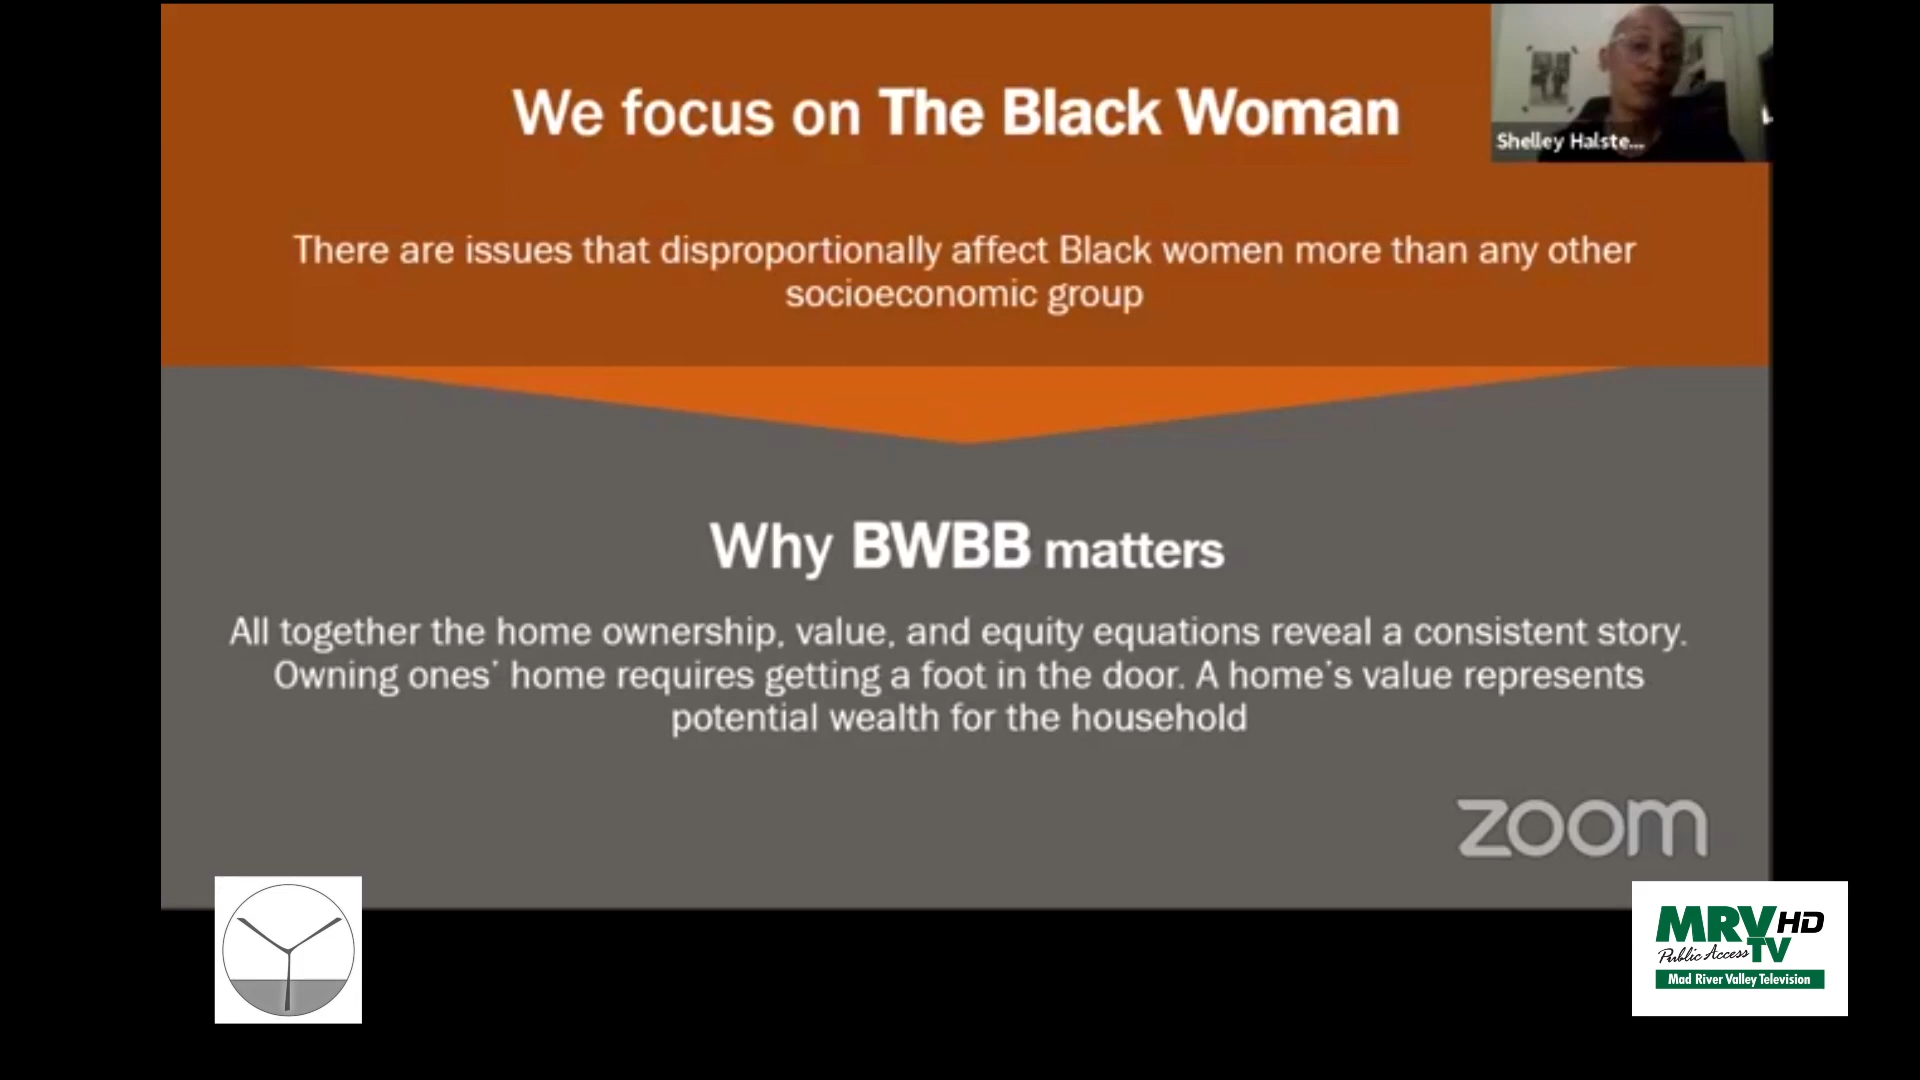 We focus on The Black Woman
Shelley Halste...
There are issues that disproportionally affect Black women more than any other
socioeconomic group
Why BWBB matters
All together the home ownership, value, and equity equations reveal a consistent story.
Owning ones’ home requires getting a foot in the door. A home’s value represents
potential wealth for the household
zoom
MRV HD
Public Access TV
Mad River Valley Television